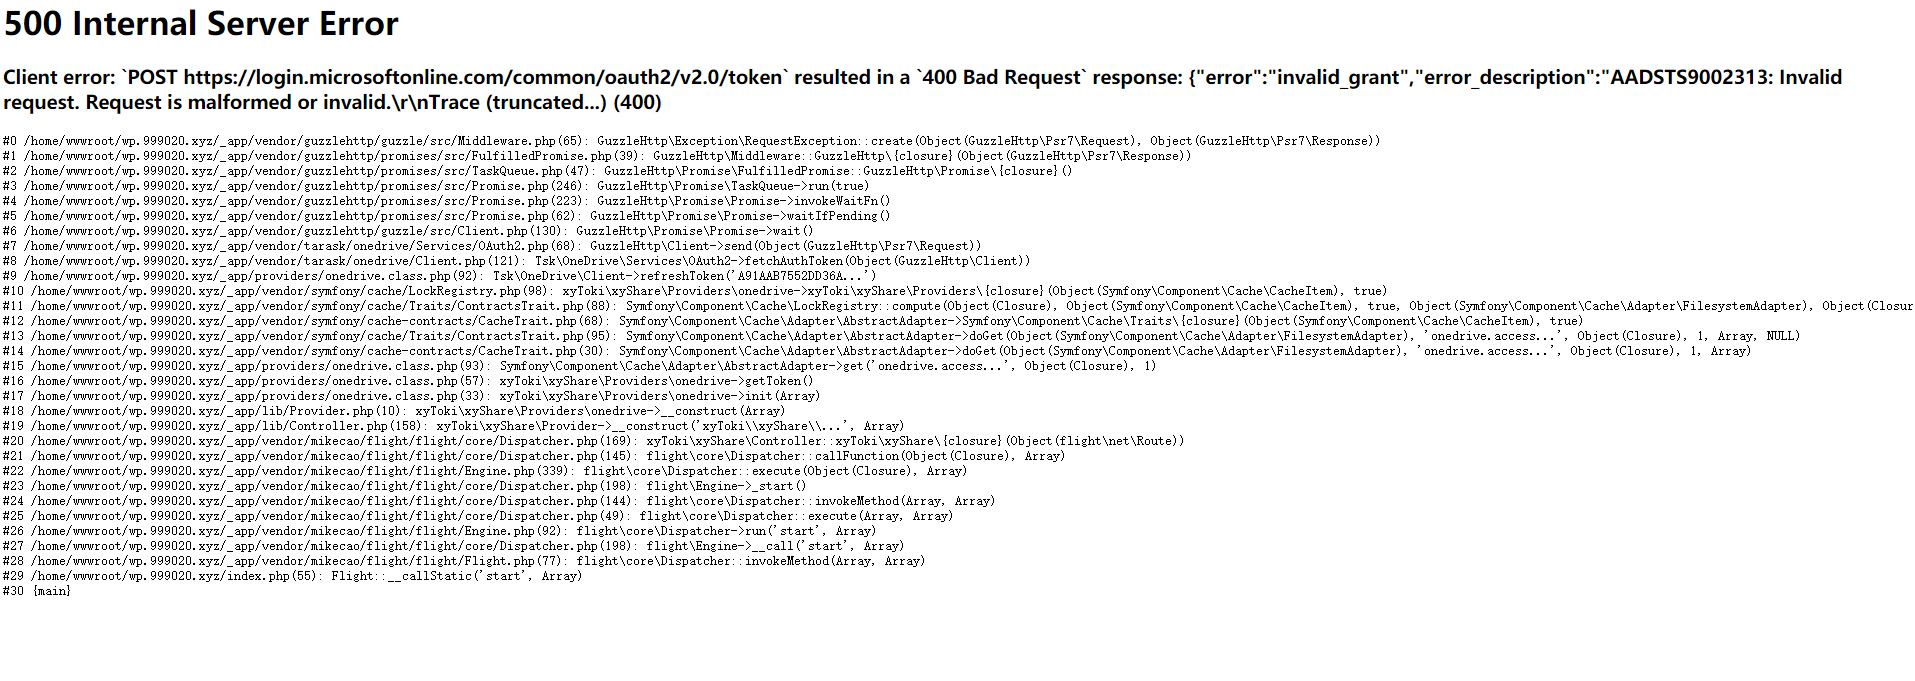 500 Internal Server Error
Client error: `POST https://login.microsoftonline.com/common/oauth2/v2.0/token` resulted in a `400 Bad Request` response: {"error":"invalid_grant","error_description":"AADSTS9002313: Invalid
request. Request is malformed or invalid.\r\nTrace (truncated...) (400)
#0 /home/wwwroot/wp.999020.xyz/_app/vendor/guzzlehttp/guzzle/src/Middleware.php(65): GuzzleHttp\Exception\RequestException::create(Object(GuzzleHttp\Psr7\Request), Object(GuzzleHttp\Psr7\Response))
#1 /home/wwwroot/wp.999020.xyz/_app/vendor/guzzlehttp/promises/src/FulfilledPromise.php(39): GuzzleHttp\Middleware::GuzzleHttp\{closure}(Object(GuzzleHttp\Psr7\Response))
#2 /home/wwwroot/wp.999020.xyz/_app/vendor/guzzlehttp/promises/src/TaskQueue.php(47): GuzzleHttp\Promise\FulfilledPromise::GuzzleHttp\Promise\{closure}()
#3 /home/wwwroot/wp.999020.xyz/_app/vendor/guzzlehttp/promises/src/Promise.php(246): GuzzleHttp\Promise\TaskQueue->run(true)
#4 /home/wwwroot/wp.999020.xyz/_app/vendor/guzzlehttp/promises/src/Promise.php(223): GuzzleHttp\Promise\Promise->invokeWaitFn()
#5 /home/wwwroot/wp.999020.xyz/_app/vendor/guzzlehttp/promises/src/Promise.php(62): GuzzleHttp\Promise\Promise->waitIfPending()
#6 /home/wwwroot/wp.999020.xyz/_app/vendor/guzzlehttp/guzzle/src/Client.php(130): GuzzleHttp\Promise\Promise->wait()
#7 /home/wwwroot/wp.999020.xyz/_app/vendor/tarask/onedrive/Services/OAuth2.php(68): GuzzleHttp\Client->send(Object(GuzzleHttp\Psr7\Request))
#8 /home/wwwroot/wp.999020.xyz/_app/vendor/tarask/onedrive/Client.php(121): Tsk\OneDrive\Services\OAuth2->fetchAuthToken(Object(GuzzleHttp\Client))
#9 /home/wwwroot/wp.999020.xyz/_app/providers/onedrive.class.php(92): Tsk\OneDrive\Client->refreshToken('A91AAB7552DD36A...')
#10 /home/wwwroot/wp.999020.xyz/_app/vendor/symfony/cache/LockRegistry.php(98): xyToki\xyShare\Providers\onedrive->xyToki\xyShare\Providers\{closure}(Object(Symfony\Component\Cache\CacheItem), true)
#11 /home/wwwroot/wp.999020.xyz/_app/vendor/symfony/cache/Traits/ContractsTrait.php(88): Symfony\Component\Cache\LockRegistry::compute(Object(Closure), Object(Symfony\Component\Cache\CacheItem), true, Object(Symfony\Component\Cache\Adapter\FilesystemAdapter), Object(Closur
#12 /home/wwwroot/wp.999020.xyz/_app/vendor/symfony/cache-contracts/CacheTrait.php(68): Symfony\Component\Cache\Adapter\AbstractAdapter->Symfony\Component\Cache\Traits\{closure}(Object(Symfony\Component\Cache\CacheItem), true)
#13 /home/wwwroot/wp.999020.xyz/_app/vendor/symfony/cache/Traits/ContractsTrait.php(95): Symfony\Component\Cache\Adapter\AbstractAdapter->doGet(Object(Symfony\Component\Cache\Adapter\FilesystemAdapter), 'onedrive.access...', Object(Closure), 1, Array, NULL)
#14 /home/wwwroot/wp.999020.xyz/_app/vendor/symfony/cache-contracts/CacheTrait.php(30): Symfony\Component\Cache\Adapter\AbstractAdapter->doGet(Object(Symfony\Component\Cache\Adapter\FilesystemAdapter), 'onedrive.access...', Object(Closure), 1, Array)
#15 /home/wwwroot/wp.999020.xyz/_app/providers/onedrive.class.php(93): Symfony\Component\Cache\Adapter\AbstractAdapter->get('onedrive.access...', Object(Closure), 1)
#16 /home/wwwroot/wp.999020.xyz/_app/providers/onedrive.class.php(57): xyToki\xyShare\Providers\onedrive->getToken()
#17 /home/wwwroot/wp.999020.xyz/_app/providers/onedrive.class.php(33): xyToki\xyShare\Providers\onedrive->init(Array)
#18 /home/wwwroot/wp.999020.xyz/_app/lib/Provider.php(10): xyToki\xyShare\Providers\onedrive->__construct(Array)
#19 /home/wwwroot/wp.999020.xyz/_app/lib/Controller.php(158): xyToki\xyShare\Provider->__construct('xyToki\\xyShare\\...', Array)
#20 /home/wwwroot/wp.999020.xyz/_app/vendor/mikecao/flight/flight/core/Dispatcher.php(169): xyToki\xyShare\Controller::xyToki\xyShare\{closure}(Object(flight\net\Route))
#21 /home/wwwroot/wp.999020.xyz/_app/vendor/mikecao/flight/flight/core/Dispatcher.php(145): flight\core\Dispatcher::callFunction(Object(Closure), Array)
#22 /home/wwwroot/wp.999020.xyz/_app/vendor/mikecao/flight/flight/Engine.php(339): flight\core\Dispatcher::execute(Object(Closure), Array)
#23 /home/wwwroot/wp.999020.xyz/_app/vendor/mikecao/flight/flight/core/Dispatcher.php(198): flight\Engine->_start()
#24 /home/wwwroot/wp.999020.xyz/_app/vendor/mikecao/flight/flight/core/Dispatcher.php(144): flight\core\Dispatcher::invokeMethod(Array, Array)
#25 /home/wwwroot/wp.999020.xyz/_app/vendor/mikecao/flight/flight/core/Dispatcher.php(49): flight\core\Dispatcher::execute(Array, Array)
#26 /home/wwwroot/wp.999020.xyz/_app/vendor/mikecao/flight/flight/Engine.php(92): flight\core\Dispatcher->run('start', Array)
#27 /home/wwwroot/wp.999020.xyz/_app/vendor/mikecao/flight/flight/core/Dispatcher.php(198): flight\Engine->__call('start', Array)
#28 /home/wwwroot/wp.999020.xyz/_app/vendor/mikecao/flight/flight/Flight.php(77): flight\core\Dispatcher::invokeMethod(Array, Array)
#29 /home/wwwroot/wp.999020.xyz/index.php(55): Flight::__callStatic('start', Array)
#30 {main}